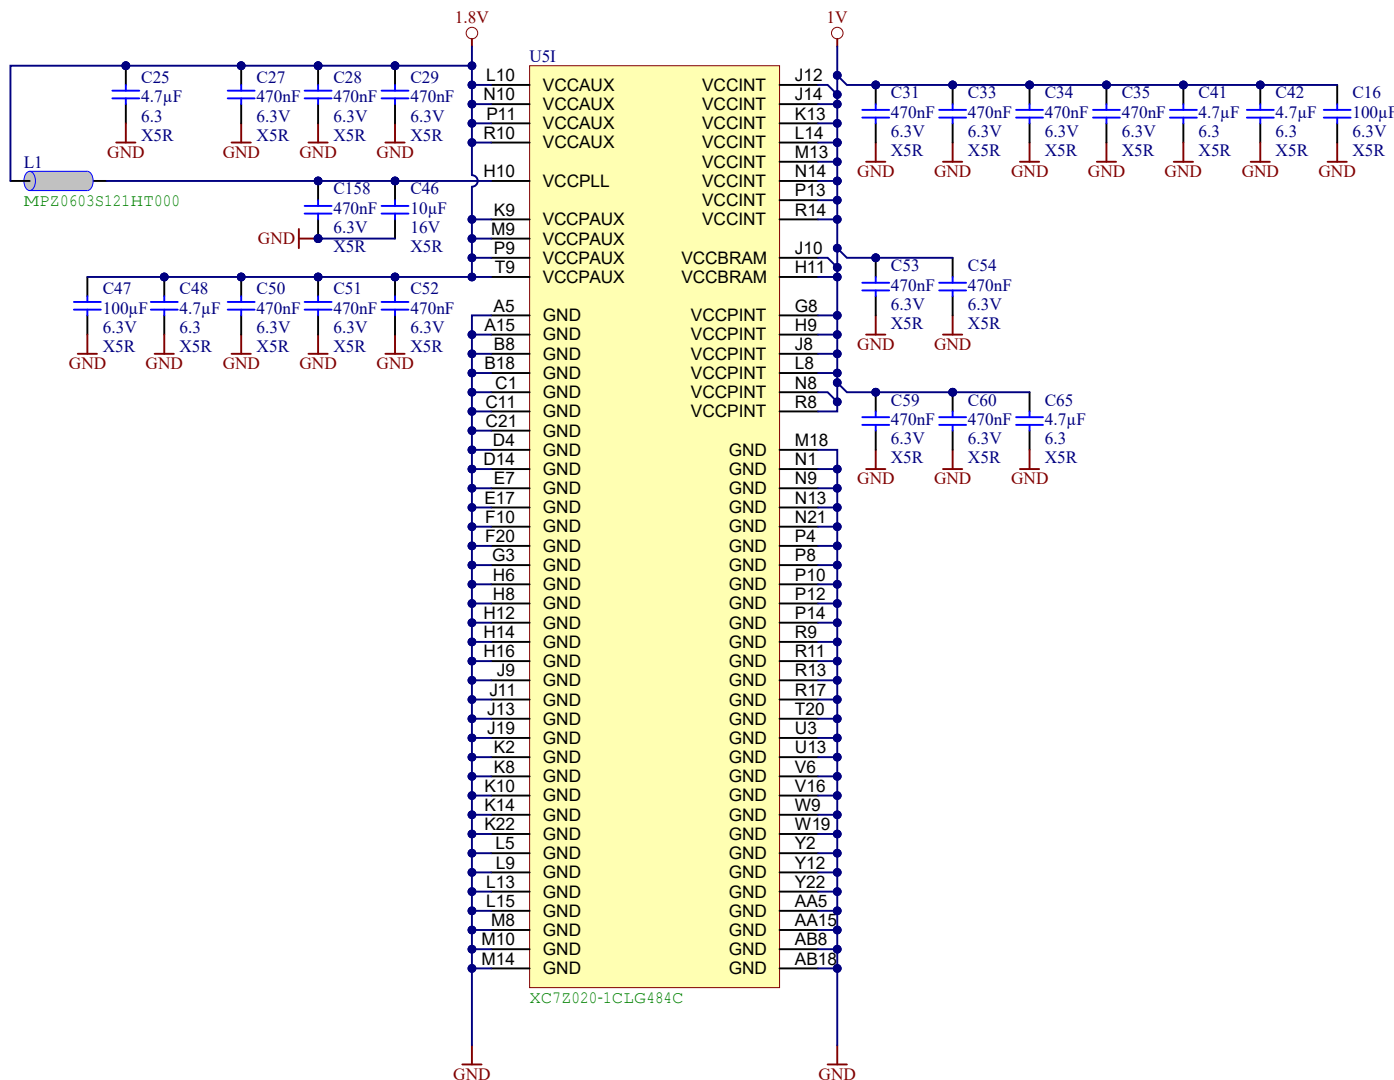 1.8V
1V
U5I
C25
4.7µF
6.3
X5R
GND
C27
470nF
6.3V
X5R
GND
C28
470nF
6.3V
X5R
GND
C29
470nF
6.3V
X5R
GND
L1
MPZ0603S121HT000
C158
470nF
6.3V
X5R
C46
10µF
16V
X5R
GND
C47
100µF
6.3V
X5R
GND
C48
4.7µF
6.3
X5R
GND
C50
470nF
6.3V
X5R
GND
C51
470nF
6.3V
X5R
GND
C52
470nF
6.3V
X5R
GND
L10 VCCAUX
N10 VCCAUX
P11 VCCAUX
R10 VCCAUX
H10 VCCPLL
K9 VCCPAUX
M9 VCCPAUX
P9 VCCPAUX
T9 VCCPAUX
A5 GND
A15 GND
B8 GND
B18 GND
C1 GND
C11 GND
C21 GND
D4 GND
D14 GND
E7 GND
E17 GND
F10 GND
F20 GND
G3 GND
H6 GND
H8 GND
H12 GND
H14 GND
H16 GND
J9 GND
J11 GND
J13 GND
J19 GND
K2 GND
K8 GND
K10 GND
K14 GND
K22 GND
L5 GND
L9 GND
L13 GND
L15 GND
M8 GND
M10 GND
M14 GND
VCCINT J12
VCCINT J14
VCCINT K13
VCCINT L14
VCCINT M13
VCCINT N14
VCCINT P13
VCCINT R14
VCCBRAM J10
VCCBRAM H11
VCCPINT G8
VCCPINT H9
VCCPINT J8
VCCPINT L8
VCCPINT N8
VCCPINT R8
GND M18
GND N1
GND N9
GND N13
GND N21
GND P4
GND P8
GND P10
GND P12
GND P14
GND R9
GND R11
GND R13
GND R17
GND T20
GND U3
GND U13
GND V6
GND V16
GND W9
GND W19
GND Y2
GND Y12
GND Y22
GND AA5
GND AA15
GND AB8
GND AB18
XC7Z020-1CLG484C
GND
GND
C31
470nF
6.3V
X5R
GND
C33
470nF
6.3V
X5R
GND
C34
470nF
6.3V
X5R
GND
C35
470nF
6.3V
X5R
GND
C41
4.7µF
6.3
X5R
GND
C42
4.7µF
6.3
X5R
GND
C16
100µF
6.3V
X5R
GND
C53
470nF
6.3V
X5R
GND
C54
470nF
6.3V
X5R
GND
C59
470nF
6.3V
X5R
GND
C60
470nF
6.3V
X5R
GND
C65
4.7µF
6.3
X5R
GND